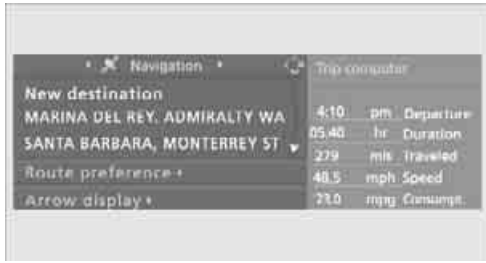 Navigation
New destination
MARINA DEL REY, ADMIRALTY WA
SANTA BARBARA, MONTERREY ST
Route preference
Arrow display
Trip computer
4:10 pm Departure
05.40 hr Duration
279 mls Traveled
48.5 mph Speed
23.0 mpg Consumpt.